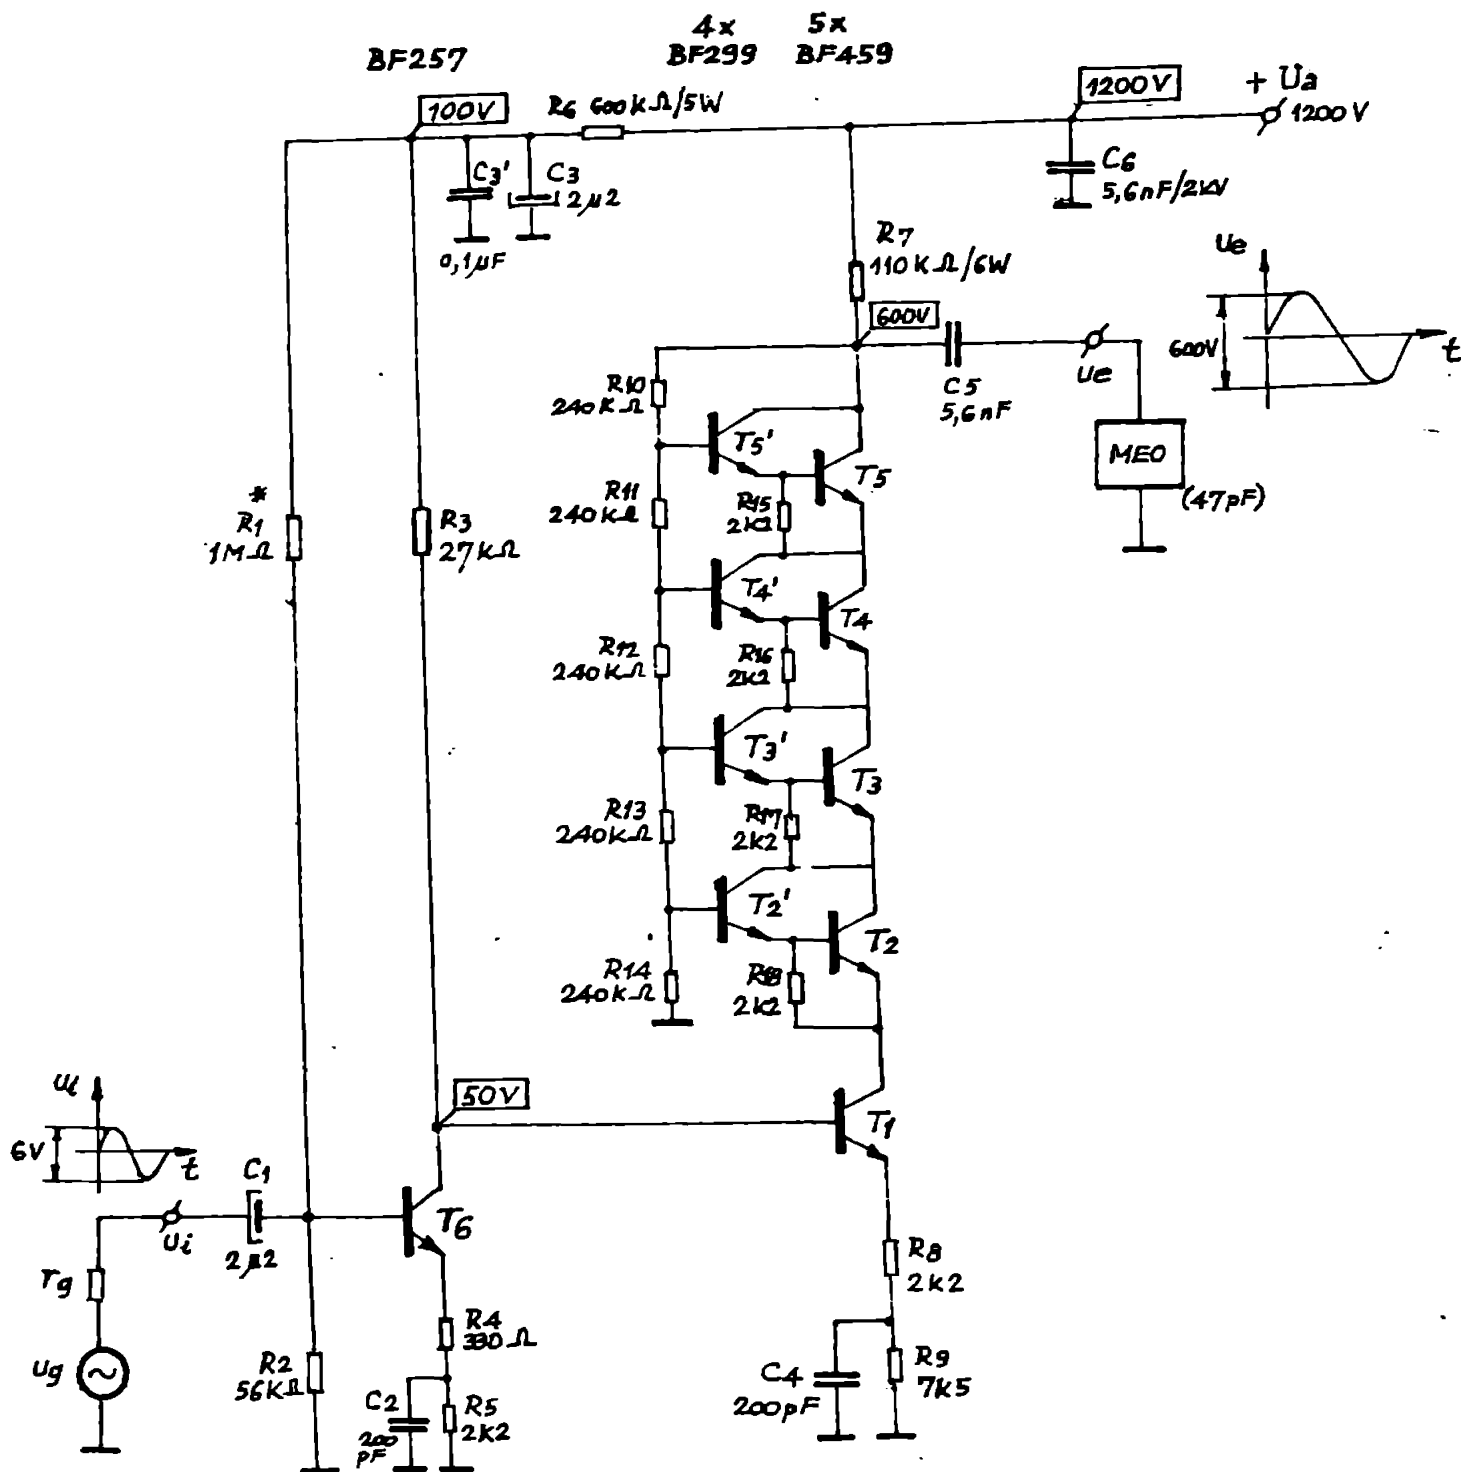 4x 5x
BF257 BF299 BF459
100V
R6 600KΩ/5W
1200V
+ Ua
1200V
C3'
0,1µF
C3
2µ2
C6
5,6nF/2kV
R7
110KΩ/6W
Ue
600V
t
600V
R10
240KΩ
C5
5,6nF
ue
MEO
(47pF)
T5'
T5
*
R1
1MΩ
R3
27KΩ
R11
240KΩ
R15
2K2
T4'
T4
R12
240KΩ
R16
2K2
T3'
T3
R13
240KΩ
R17
2K2
T2'
T2
R14
240KΩ
R18
2K2
50V
ui
6V
t
C1
2µ2
ui
T6
T1
rg
ug
R2
56KΩ
R4
330Ω
C2
200
pF
R5
2K2
R8
2K2
C4
200pF
R9
7K5